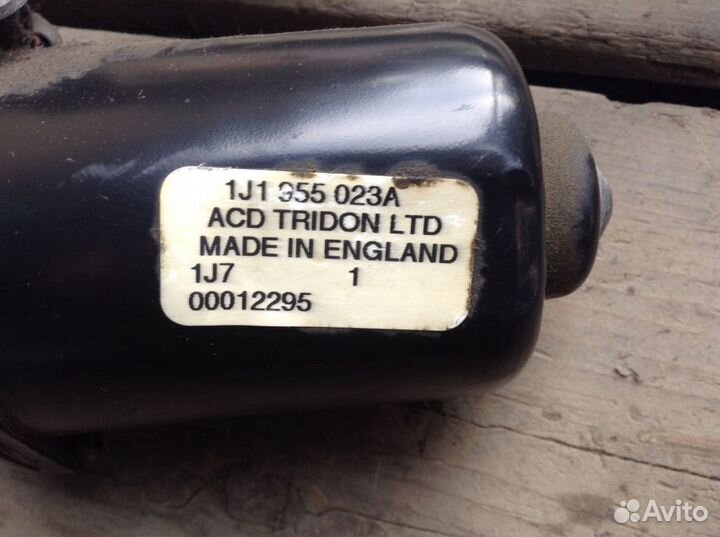 1J1 955 023A
ACD TRIDON LTD
MADE IN ENGLAND
1J7 1
00012295
Avito